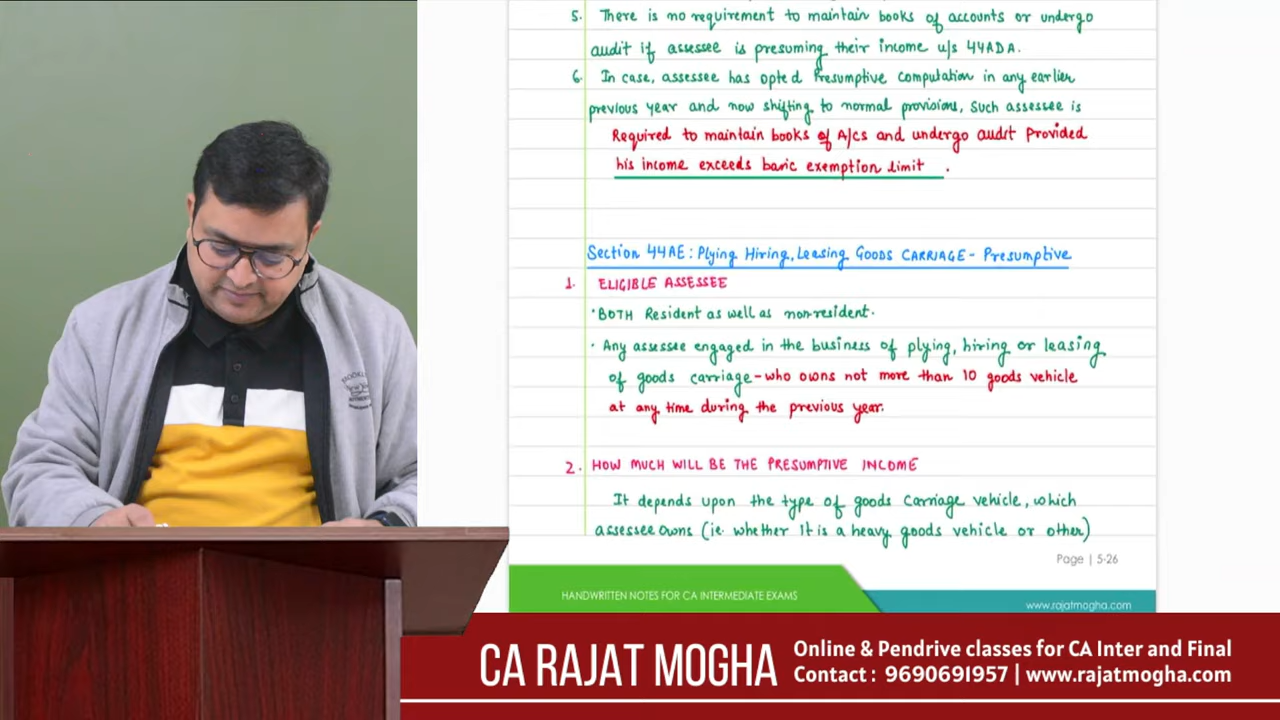 5. There is no requirement to maintain books of accounts or undergo
audit if assessee is presuming their income u/s 44ADA.
6. In case, assessee has opted Presumptive computation in any earlier
previous year and now shifting to normal provisions, such assessee is
Required to maintain books of A/cs and undergo audit Provided
his income exceeds basic exemption limit.
Section 44AE: Plying Hiring, Leasing GOODS CARRIAGE - Presumptive
1. ELIGIBLE ASSESSEE
• BOTH Resident as well as non-resident.
• Any assessee engaged in the business of plying, hiring or leasing
of goods carriage - who owns not more than 10 goods vehicle
at any time during the previous year.
2. HOW MUCH WILL BE THE PRESUMPTIVE INCOME
It depends upon the type of goods carriage vehicle, which
assessee owns (ie. whether it is a heavy goods vehicle or other)
Page | 5-26
HANDWRITTEN NOTES FOR CA INTERMEDIATE EXAMS
www.rajatmogha.com
CA RAJAT MOGHA
Online & Pendrive classes for CA Inter and Final
Contact : 9690691957 | www.rajatmogha.com